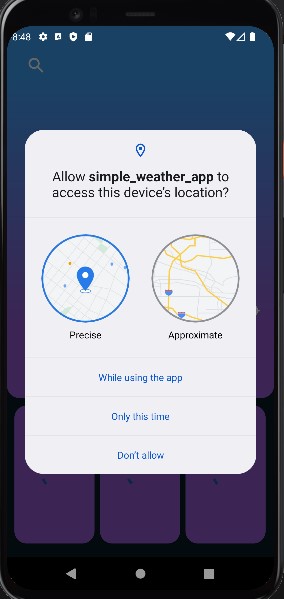 8:48
Allow simple_weather_app to
access this device's location?
Precise
Approximate
While using the app
Only this time
Don't allow